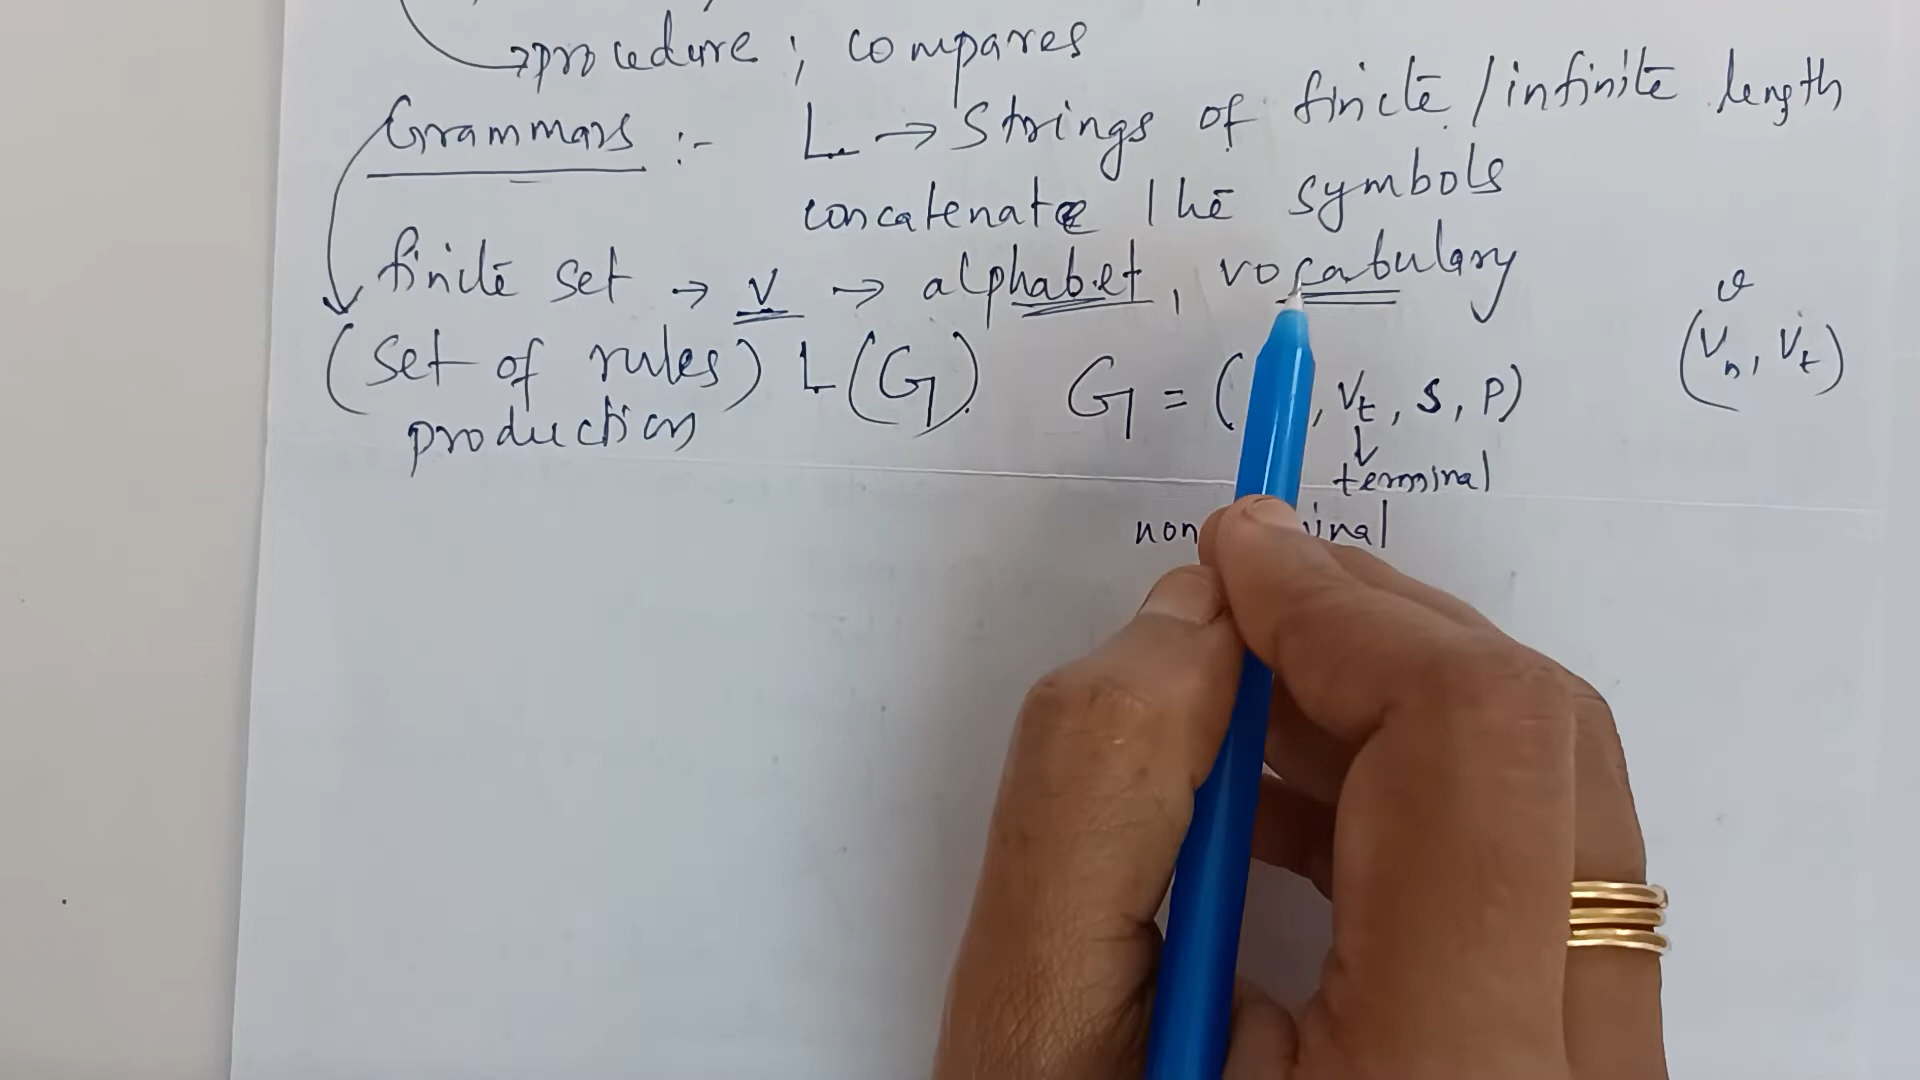 →procedure ; compares
Grammars :- L → Strings of finite / infinite length
concatenate the symbols
finite set → V → alphabet, vocabulary
(set of rules) L(G) G = ( , Vt, S, P)
production
terminal
(Vn, Vt)